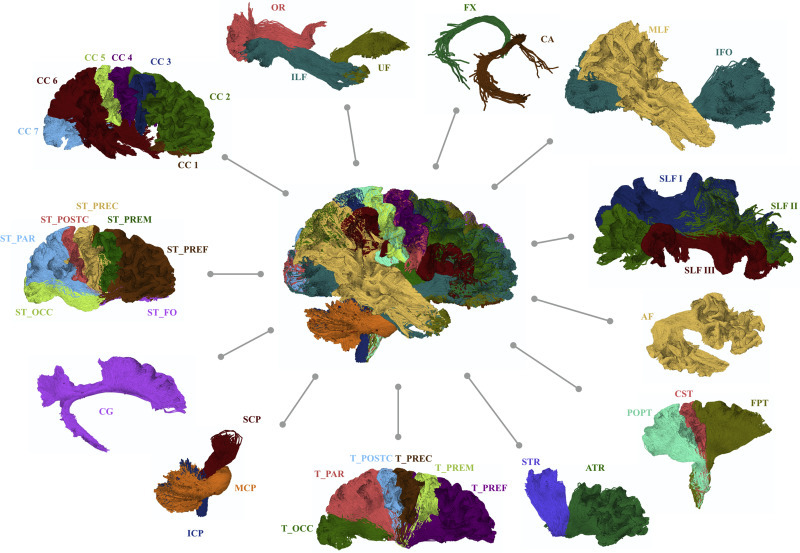 OR
ILF
UF
FX
CA
MLF
IFO
CC 5
CC 4
CC 3
CC 6
CC 2
CC 7
CC 1
SLF I
SLF II
SLF III
ST_PREC
ST_POSTC
ST_PREM
ST_PAR
ST_PREF
ST_OCC
ST_FO
AF
CG
CST
FPT
POPT
SCP
MCP
ICP
T_POSTC
T_PREC
T_PREM
T_PAR
T_PREF
T_OCC
STR
ATR